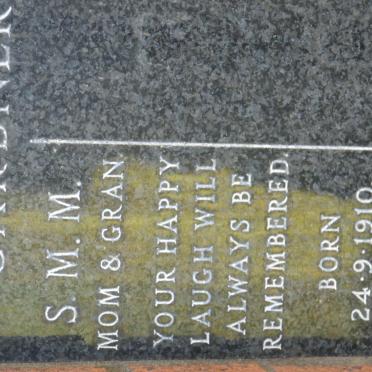 S. M. M.
MOM & GRAN
YOUR HAPPY
LAUGH WILL
ALWAYS BE
REMEMBERED.
BORN
24·9·1910